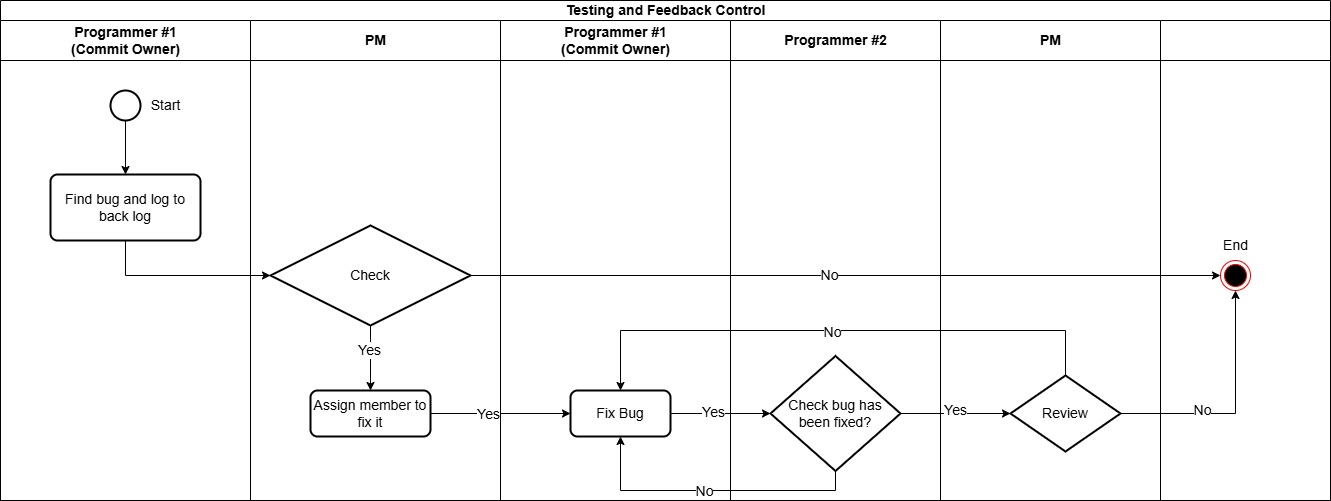 Testing and Feedback Control
Programmer #1
(Commit Owner)
PM
Programmer #1
(Commit Owner)
Programmer #2
PM
Start
Find bug and log to
back log
Check
No
End
Yes
No
Assign member to
fix it
Yes
Fix Bug
Yes
Check bug has
been fixed?
Yes
Review
No
No